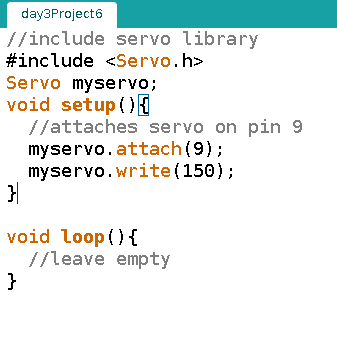 day3Project6
//include servo library
#include <Servo.h>
Servo myservo;
void setup(){
  //attaches servo on pin 9
  myservo.attach(9);
  myservo.write(150);
}

void loop(){
  //leave empty
}